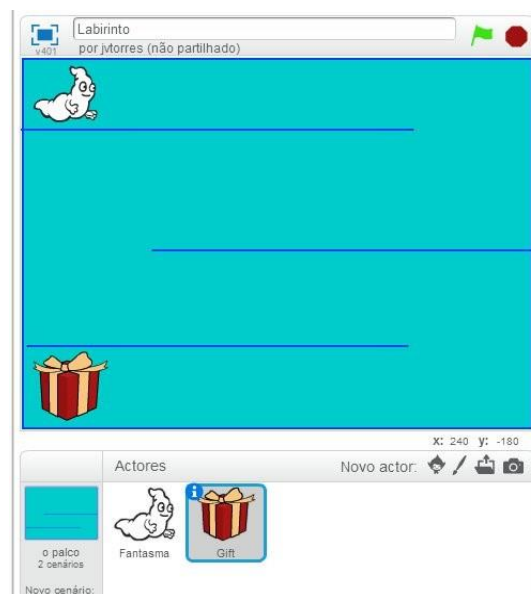 Labirinto
v401
por jvtorres (não partilhado)
x: 240 y: -180
Actores
Novo actor:
o palco
2 cenários
Fantasma
Gift
Novo cenário: